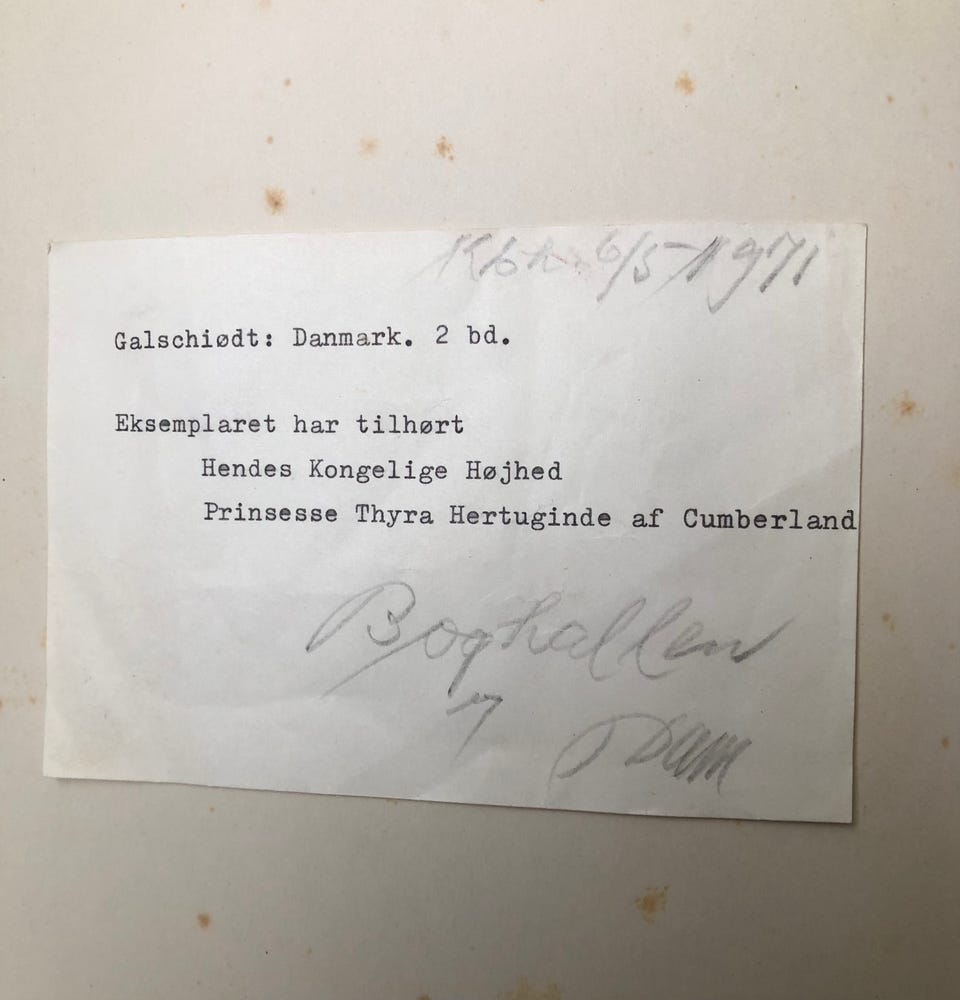 Kbh. 6/5-1971
Galschiødt: Danmark. 2 bd.
Eksemplaret har tilhørt
Hendes Kongelige Højhed
Prinsesse Thyra Hertuginde af Cumberland
Boghallen
Dam